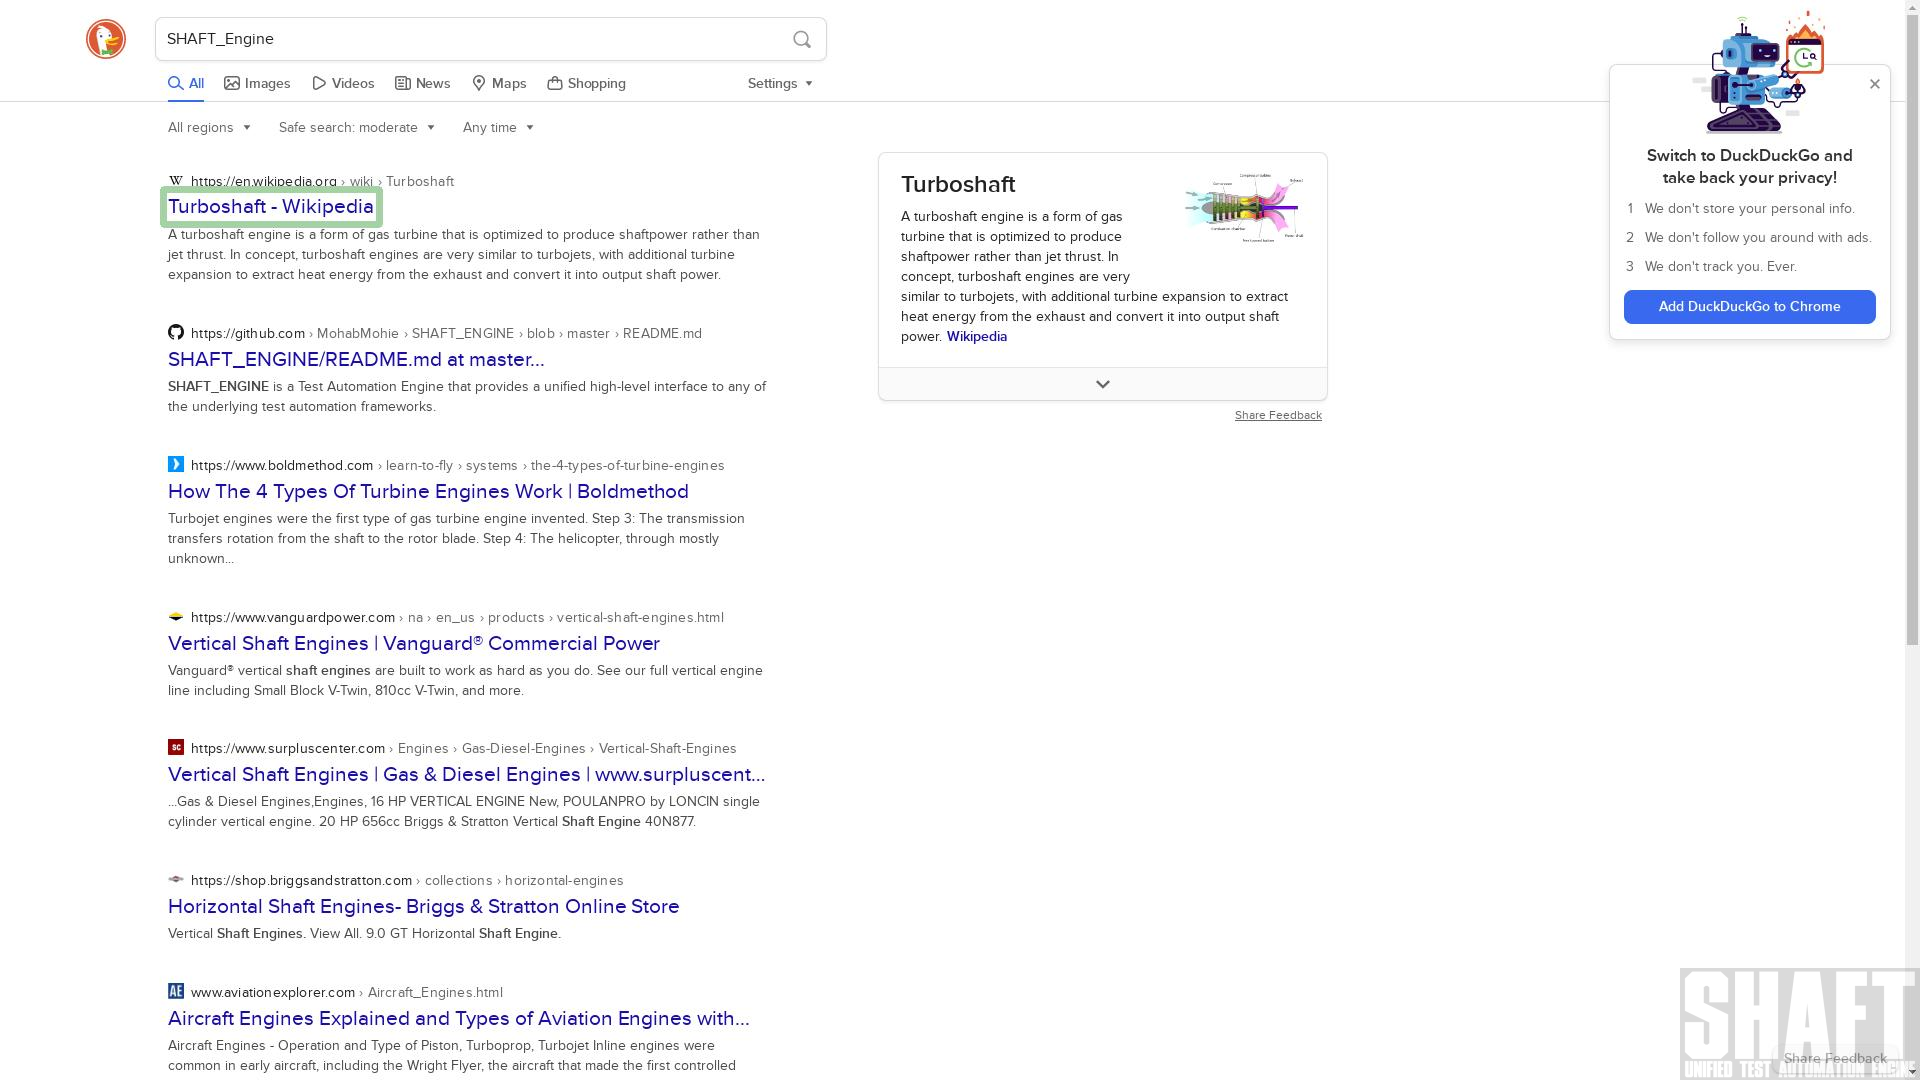 SHAFT_Engine
All Images Videos News Maps Shopping Settings
All regions Safe search: moderate Any time
https://en.wikipedia.org › wiki › Turboshaft
Turboshaft - Wikipedia
A turboshaft engine is a form of gas turbine that is optimized to produce shaftpower rather than
jet thrust. In concept, turboshaft engines are very similar to turbojets, with additional turbine
expansion to extract heat energy from the exhaust and convert it into output shaft power.
https://github.com › MohabMohie › SHAFT_ENGINE › blob › master › README.md
SHAFT_ENGINE/README.md at master...
SHAFT_ENGINE is a Test Automation Engine that provides a unified high-level interface to any of
the underlying test automation frameworks.
https://www.boldmethod.com › learn-to-fly › systems › the-4-types-of-turbine-engines
How The 4 Types Of Turbine Engines Work | Boldmethod
Turbojet engines were the first type of gas turbine engine invented. Step 3: The transmission
transfers rotation from the shaft to the rotor blade. Step 4: The helicopter, through mostly
unknown...
https://www.vanguardpower.com › na › en_us › products › vertical-shaft-engines.html
Vertical Shaft Engines | Vanguard® Commercial Power
Vanguard® vertical shaft engines are built to work as hard as you do. See our full vertical engine
line including Small Block V-Twin, 810cc V-Twin, and more.
SC https://www.surpluscenter.com › Engines › Gas-Diesel-Engines › Vertical-Shaft-Engines
Vertical Shaft Engines | Gas & Diesel Engines | www.surpluscent...
...Gas & Diesel Engines,Engines, 16 HP VERTICAL ENGINE New, POULANPRO by LONCIN single
cylinder vertical engine. 20 HP 656cc Briggs & Stratton Vertical Shaft Engine 40N877.
https://shop.briggsandstratton.com › collections › horizontal-engines
Horizontal Shaft Engines- Briggs & Stratton Online Store
Vertical Shaft Engines. View All. 9.0 GT Horizontal Shaft Engine.
AE www.aviationexplorer.com › Aircraft_Engines.html
Aircraft Engines Explained and Types of Aviation Engines with...
Aircraft Engines - Operation and Type of Piston, Turboprop, Turbojet Inline engines were
common in early aircraft, including the Wright Flyer, the aircraft that made the first controlled
Turboshaft
A turboshaft engine is a form of gas
turbine that is optimized to produce
shaftpower rather than jet thrust. In
concept, turboshaft engines are very
similar to turbojets, with additional turbine expansion to extract
heat energy from the exhaust and convert it into output shaft
power. Wikipedia
Share Feedback
Switch to DuckDuckGo and
take back your privacy!
1 We don't store your personal info.
2 We don't follow you around with ads.
3 We don't track you. Ever.
Add DuckDuckGo to Chrome
SHAFT
UNIFIED TEST AUTOMATION ENGINE
Share Feedback